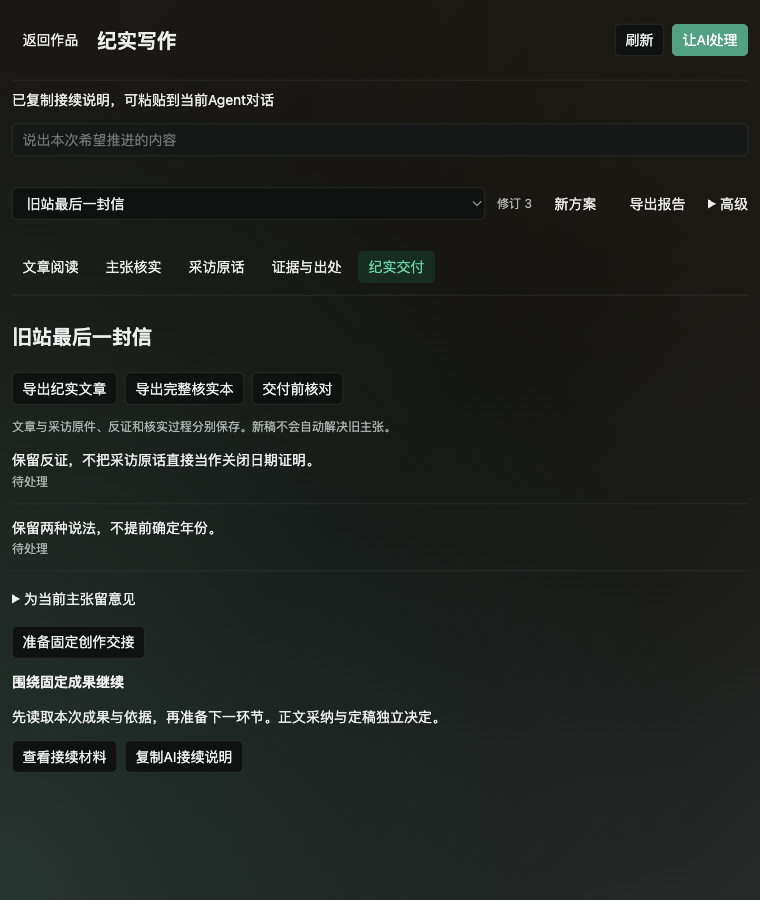 返回作品 纪实写作 刷新 让AI处理
已复制接续说明，可粘贴到当前Agent对话
说出本次希望推进的内容
旧站最后一封信 修订 3 新方案 导出报告 ▶ 高级
文章阅读 主张核实 采访原话 证据与出处 纪实交付
旧站最后一封信
导出纪实文章 导出完整核实本 交付前核对
文章与采访原件、反证和核实过程分别保存。新稿不会自动解决旧主张。
保留反证，不把采访原话直接当作关闭日期证明。
待处理
保留两种说法，不提前确定年份。
待处理
▶ 为当前主张留意见
准备固定创作交接
围绕固定成果继续
先读取本次成果与依据，再准备下一环节。正文采纳与定稿独立决定。
查看接续材料 复制AI接续说明